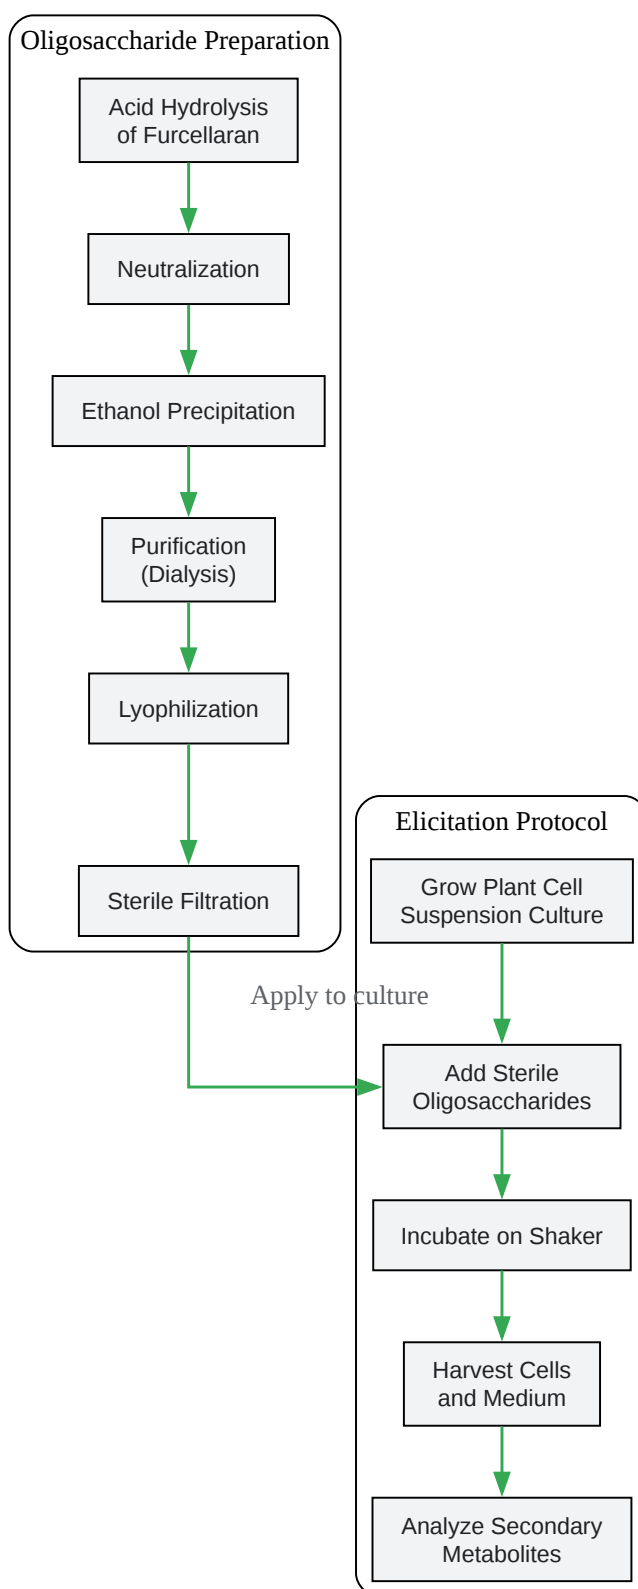 Oligosaccharide Preparation
Acid Hydrolysis
of Furcellaran
Neutralization
Ethanol Precipitation
Purification
(Dialysis)
Lyophilization
Sterile Filtration
Elicitation Protocol
Grow Plant Cell
Suspension Culture
Apply to culture
Add Sterile
Oligosaccharides
Incubate on Shaker
Harvest Cells
and Medium
Analyze Secondary
Metabolites